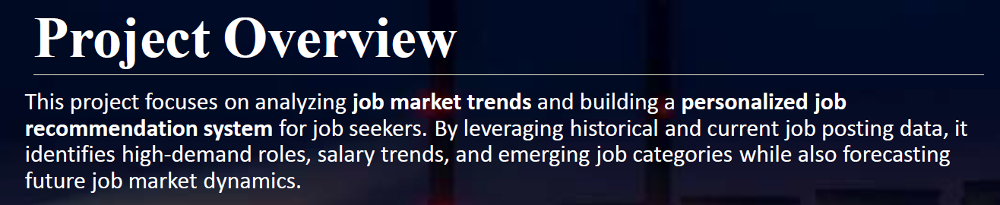 Project Overview
This project focuses on analyzing job market trends and building a personalized job
recommendation system for job seekers. By leveraging historical and current job posting data, it
identifies high-demand roles, salary trends, and emerging job categories while also forecasting
future job market dynamics.